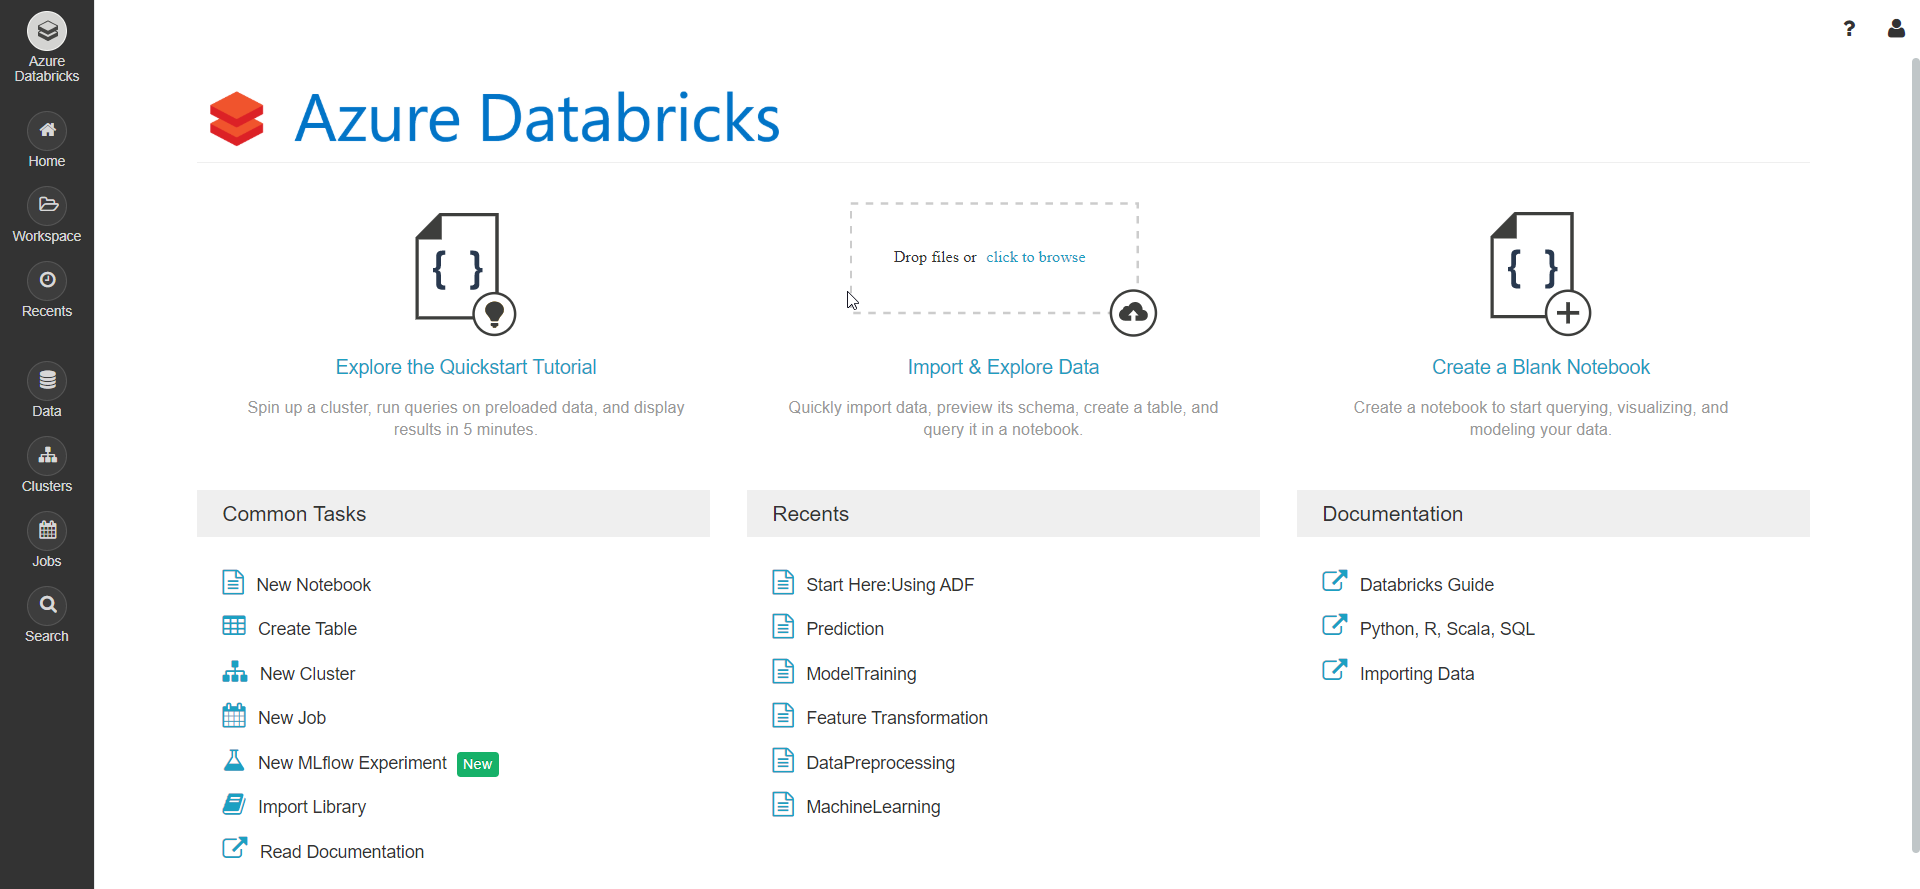 Azure
Databricks
Home
Workspace
Recents
Data
Clusters
Jobs
Search
?
Azure Databricks
{ }
Drop files or click to browse
{ }
Explore the Quickstart Tutorial
Spin up a cluster, run queries on preloaded data, and display
results in 5 minutes.
Import & Explore Data
Quickly import data, preview its schema, create a table, and
query it in a notebook.
Create a Blank Notebook
Create a notebook to start querying, visualizing, and
modeling your data.
Common Tasks
New Notebook
Create Table
New Cluster
New Job
New MLflow Experiment New
Import Library
Read Documentation
Recents
Start Here:Using ADF
Prediction
ModelTraining
Feature Transformation
DataPreprocessing
MachineLearning
Documentation
Databricks Guide
Python, R, Scala, SQL
Importing Data